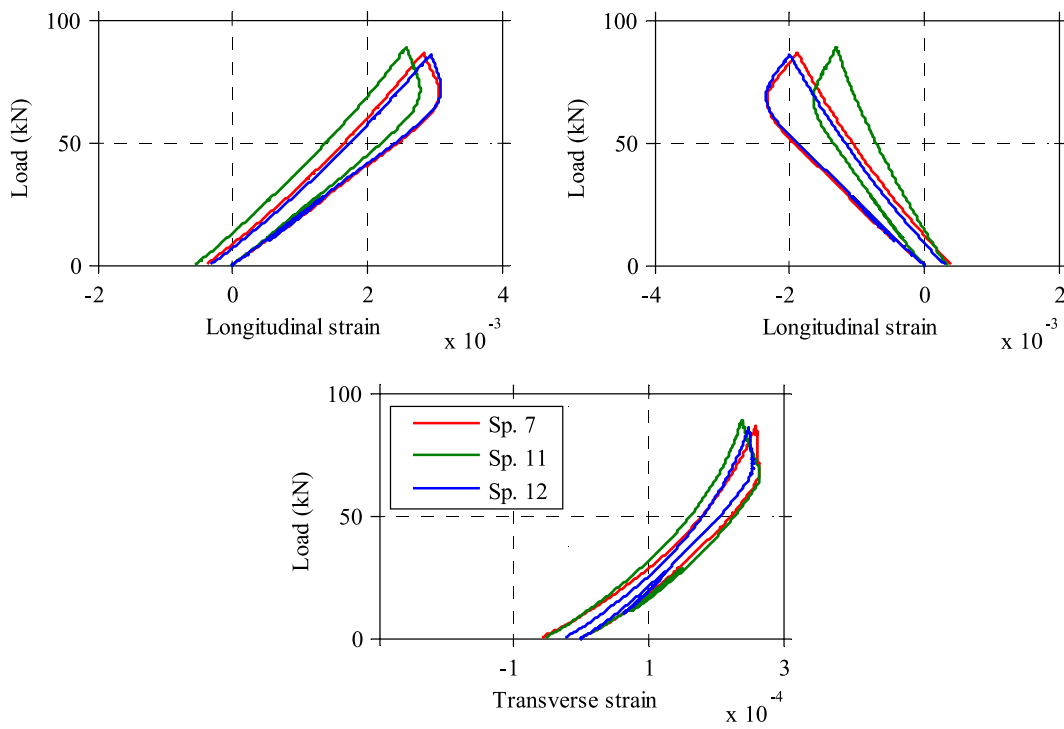 100
50
0
Load (kN)
-2
0
2
4
Longitudinal strain
x 10⁻³
100
50
0
Load (kN)
-4
-2
0
2
Longitudinal strain
x 10⁻³
100
50
0
Load (kN)
Sp. 7
Sp. 11
Sp. 12
-1
1
3
Transverse strain
x 10⁻⁴